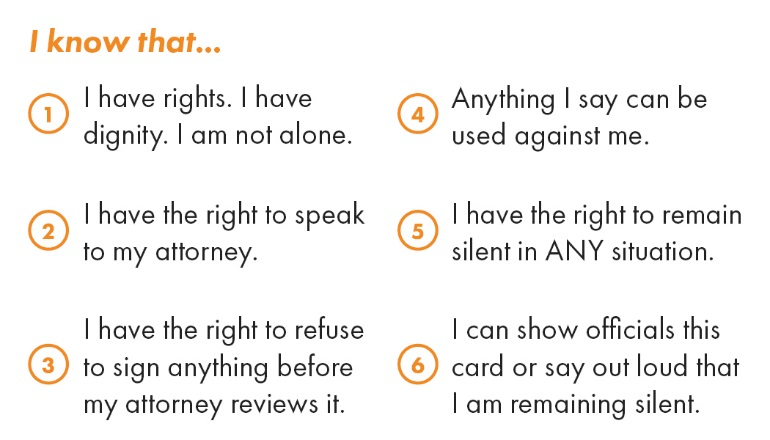 I know that...
1
I have rights. I have
dignity. I am not alone.
2
I have the right to speak
to my attorney.
3
I have the right to refuse
to sign anything before
my attorney reviews it.
4
Anything I say can be
used against me.
5
I have the right to remain
silent in ANY situation.
6
I can show officials this
card or say out loud that
I am remaining silent.